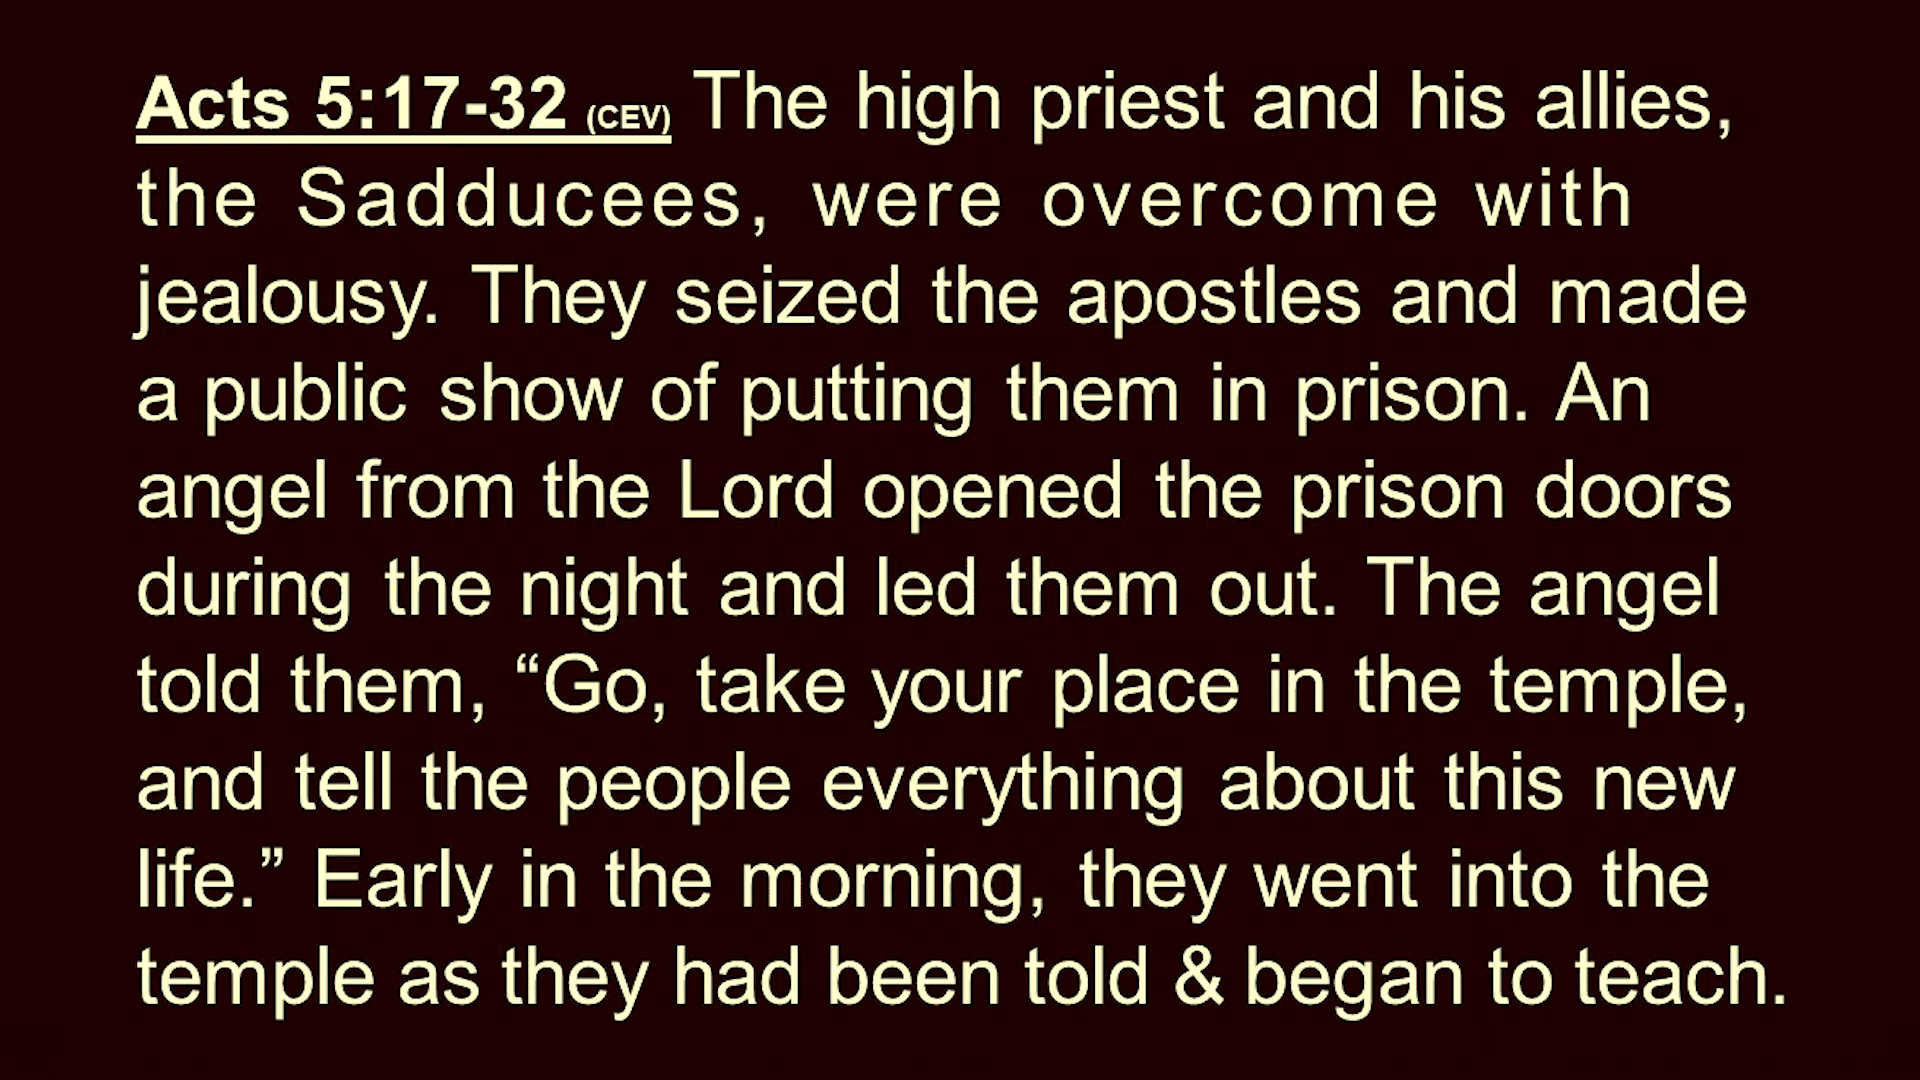 Acts 5:17-32 (CEV) The high priest and his allies,
the Sadducees, were overcome with
jealousy. They seized the apostles and made
a public show of putting them in prison. An
angel from the Lord opened the prison doors
during the night and led them out. The angel
told them, “Go, take your place in the temple,
and tell the people everything about this new
life.” Early in the morning, they went into the
temple as they had been told & began to teach.